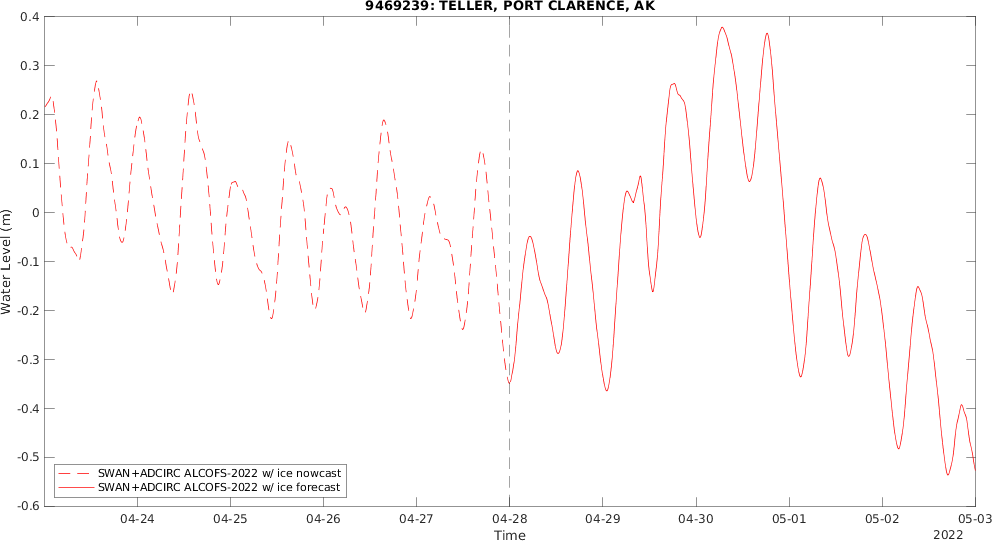 9469239: TELLER, PORT CLARENCE, AK
0.4
0.3
0.2
0.1
0
-0.1
-0.2
-0.3
-0.4
-0.5
-0.6
Water Level (m)
SWAN+ADCIRC ALCOFS-2022 w/ ice nowcast
SWAN+ADCIRC ALCOFS-2022 w/ ice forecast
04-24 04-25 04-26 04-27 04-28 04-29 04-30 05-01 05-02 05-03
Time
2022